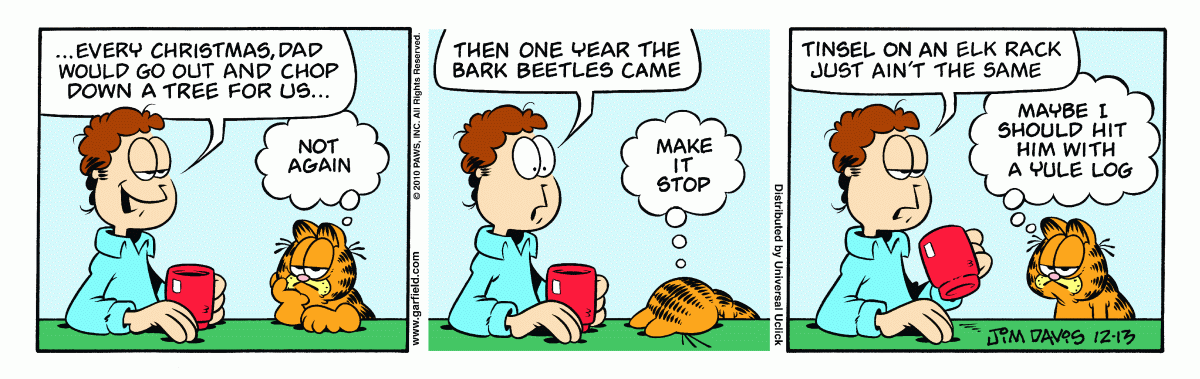 ...EVERY CHRISTMAS, DAD
WOULD GO OUT AND CHOP
DOWN A TREE FOR US...
NOT
AGAIN
www.garfield.com
© 2010 PAWS, INC. All Rights Reserved.
THEN ONE YEAR THE
BARK BEETLES CAME
MAKE
IT
STOP
Distributed by Universal Uclick
TINSEL ON AN ELK RACK
JUST AIN'T THE SAME
MAYBE I
SHOULD HIT
HIM WITH
A YULE LOG
JIM DAVIS 12-13